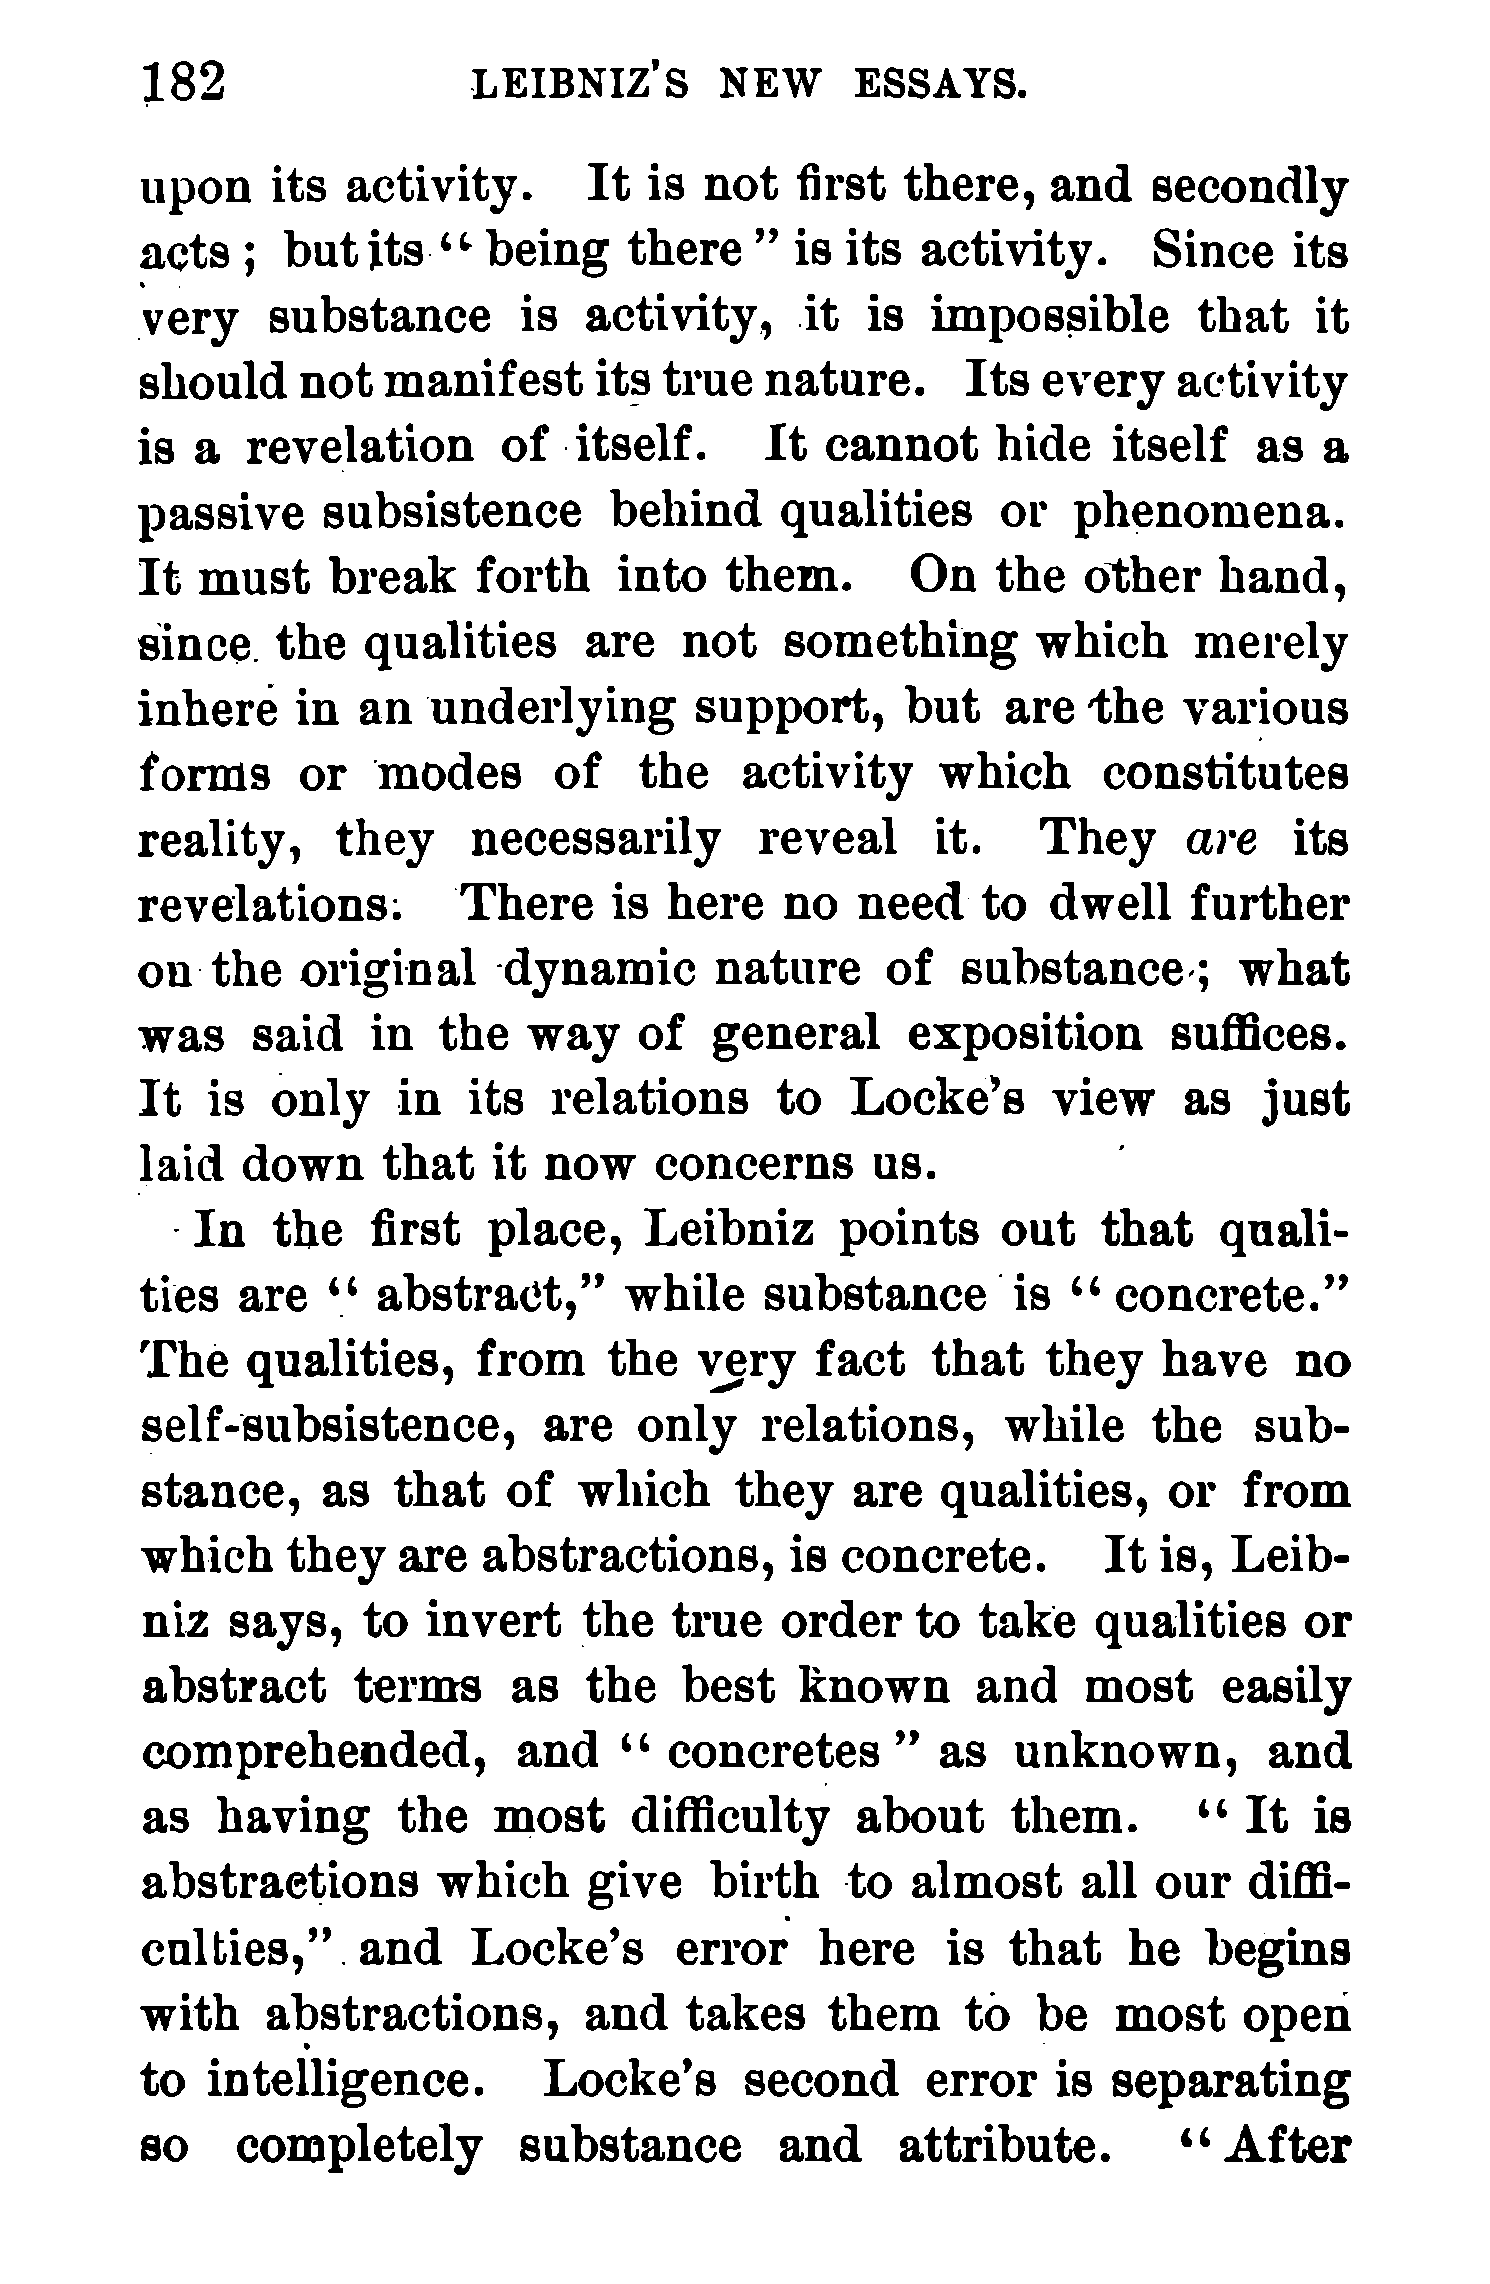 182 LEIBNIZ'S NEW ESSAYS.
upon its activity. It is not first there, and secondly
acts ; but its " being there " is its activity. Since its
very substance is activity, it is impossible that it
should not manifest its true nature. Its every activity
is a revelation of itself. It cannot hide itself as a
passive subsistence behind qualities or phenomena.
It must break forth into them. On the other hand,
since the qualities are not something which merely
inhere in an underlying support, but are the various
forms or modes of the activity which constitutes
reality, they necessarily reveal it. They are its
revelations. There is here no need to dwell further
on the original dynamic nature of substance ; what
was said in the way of general exposition suffices.
It is only in its relations to Locke's view as just
laid down that it now concerns us.
In the first place, Leibniz points out that quali-
ties are " abstract," while substance is " concrete."
The qualities, from the very fact that they have no
self-subsistence, are only relations, while the sub-
stance, as that of which they are qualities, or from
which they are abstractions, is concrete. It is, Leib-
niz says, to invert the true order to take qualities or
abstract terms as the best known and most easily
comprehended, and " concretes " as unknown, and
as having the most difficulty about them. " It is
abstractions which give birth to almost all our diffi-
culties," and Locke's error here is that he begins
with abstractions, and takes them to be most open
to intelligence. Locke's second error is separating
so completely substance and attribute. " After